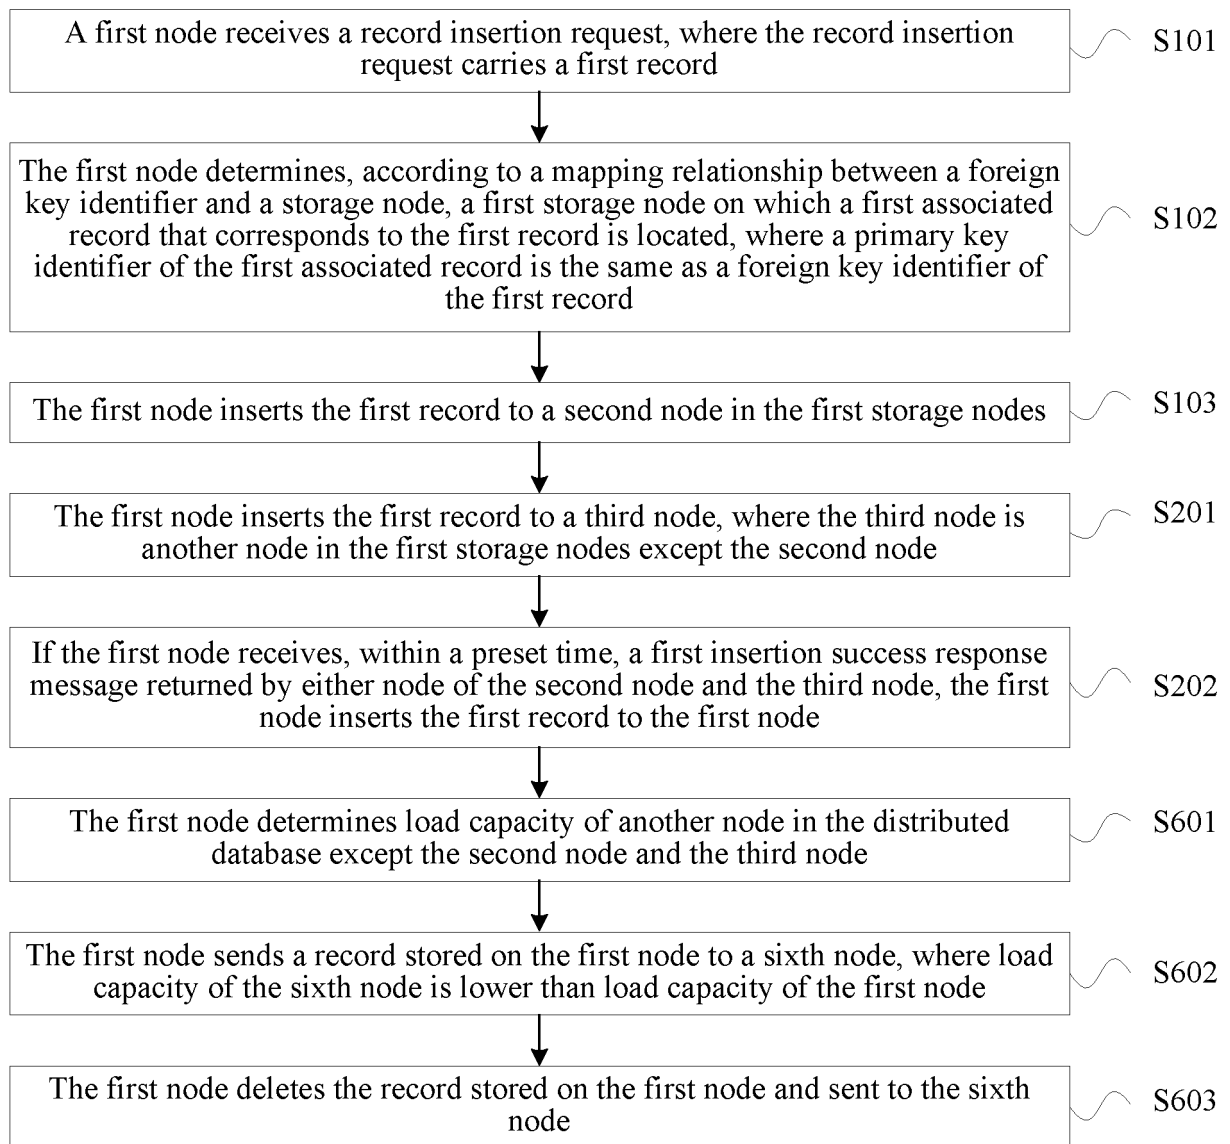 A first node receives a record insertion request, where the record insertion
request carries a first record
S101
The first node determines, according to a mapping relationship between a foreign
key identifier and a storage node, a first storage node on which a first associated
record that corresponds to the first record is located, where a primary key
identifier of the first associated record is the same as a foreign key identifier of
the first record
S102
The first node inserts the first record to a second node in the first storage nodes
S103
The first node inserts the first record to a third node, where the third node is
another node in the first storage nodes except the second node
S201
If the first node receives, within a preset time, a first insertion success response
message returned by either node of the second node and the third node, the first
node inserts the first record to the first node
S202
The first node determines load capacity of another node in the distributed
database except the second node and the third node
S601
The first node sends a record stored on the first node to a sixth node, where load
capacity of the sixth node is lower than load capacity of the first node
S602
The first node deletes the record stored on the first node and sent to the sixth
node
S603